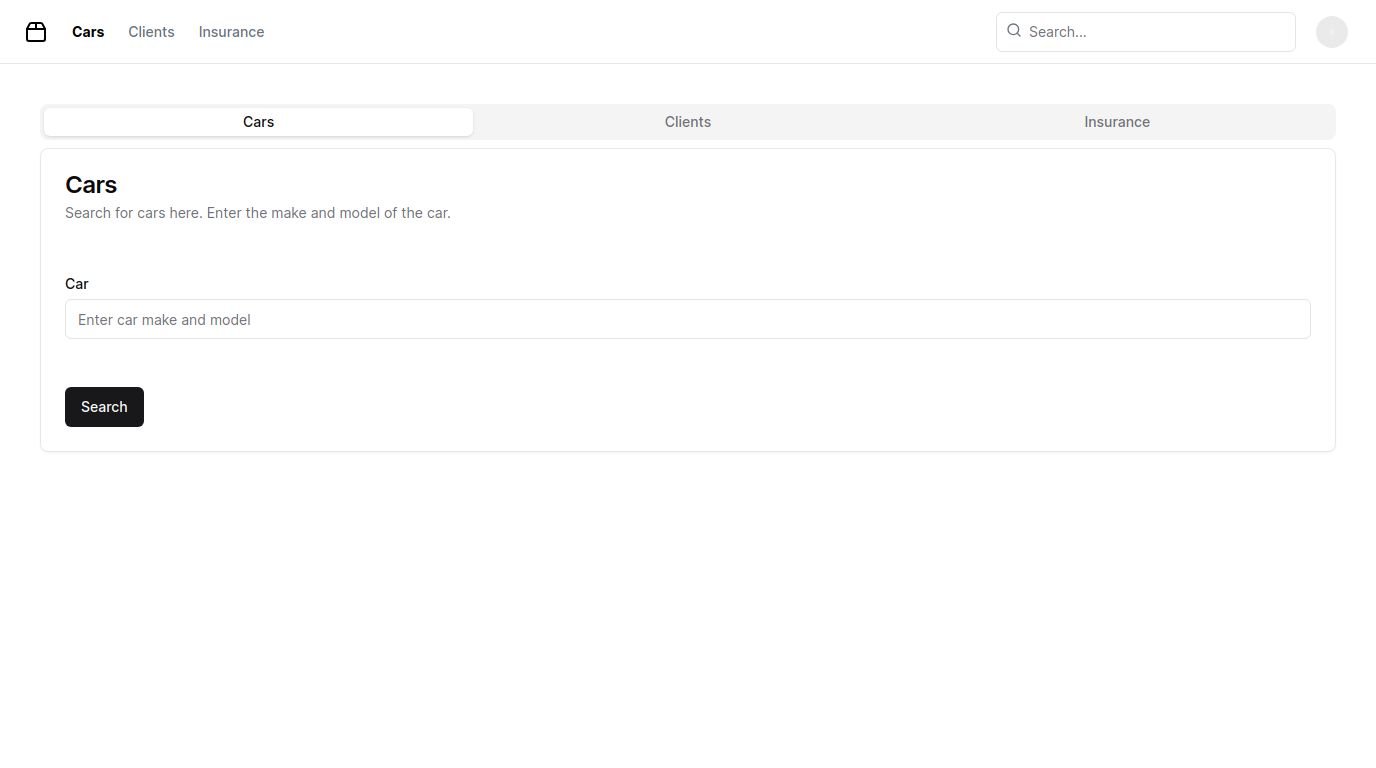 Cars Clients Insurance Search...
Cars Clients Insurance
Cars
Search for cars here. Enter the make and model of the car.
Car
Enter car make and model
Search